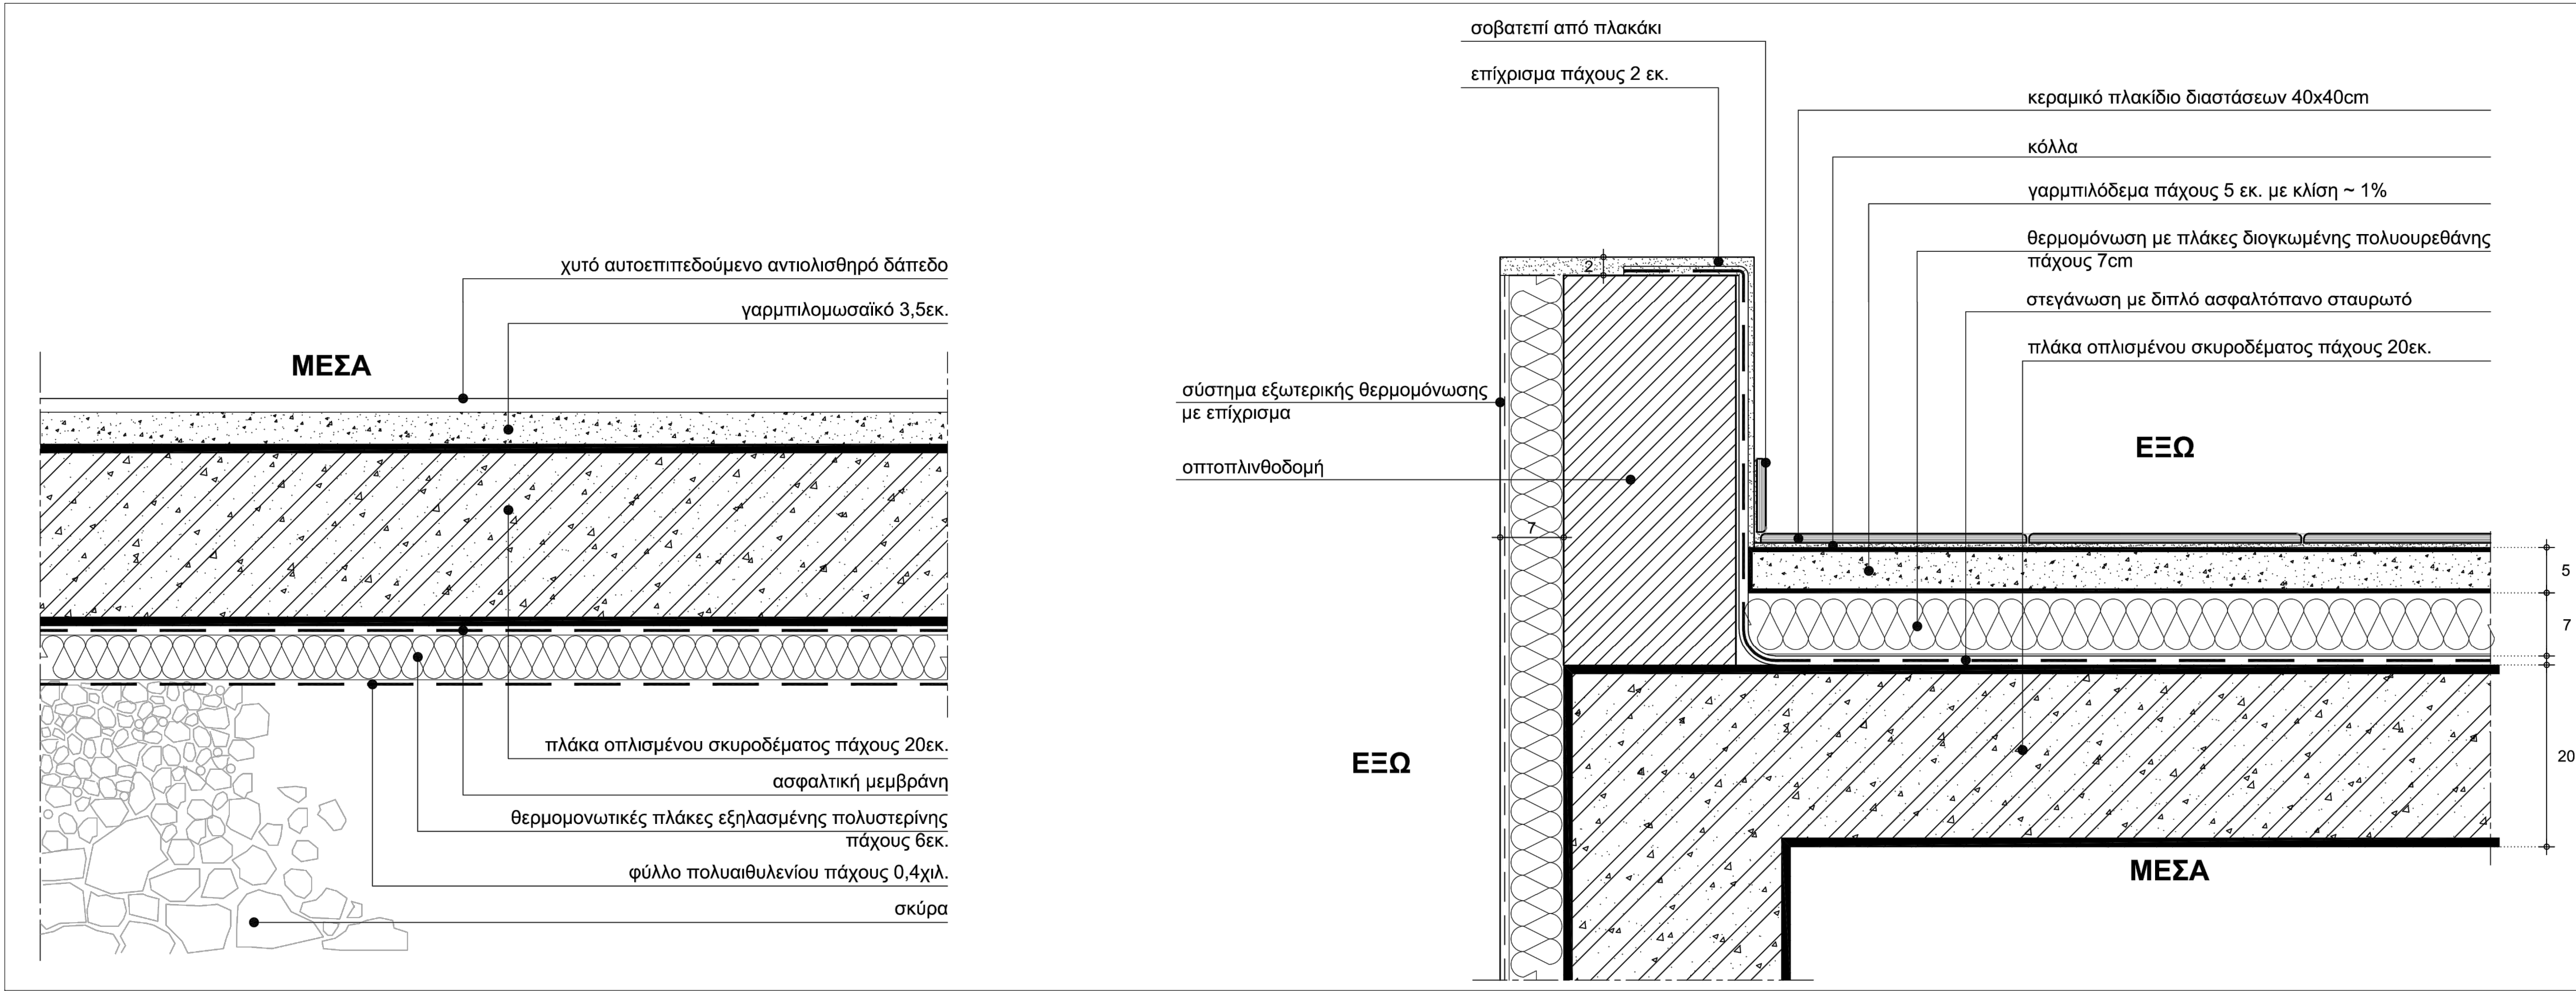 χυτό αυτοεπιπεδούμενο αντιολισθηρό δάπεδο
γαρμπιλομωσαϊκό 3,5εκ.
ΜΕΣΑ
πλάκα οπλισμένου σκυροδέματος πάχους 20εκ.
ασφαλτική μεμβράνη
θερμομονωτικές πλάκες εξηλασμένης πολυστερίνης
πάχους 6εκ.
φύλλο πολυαιθυλενίου πάχους 0,4χιλ.
σκύρα
σοβατεπί από πλακάκι
επίχρισμα πάχους 2 εκ.
κεραμικό πλακίδιο διαστάσεων 40x40cm
κόλλα
γαρμπιλόδεμα πάχους 5 εκ. με κλίση ~ 1%
θερμομόνωση με πλάκες διογκωμένης πολυουρεθάνης
πάχους 7cm
στεγάνωση με διπλό ασφαλτόπανο σταυρωτό
πλάκα οπλισμένου σκυροδέματος πάχους 20εκ.
2
σύστημα εξωτερικής θερμομόνωσης
με επίχρισμα
οπτοπλινθοδομή
ΕΞΩ
7
5
7
20
ΕΞΩ
ΜΕΣΑ